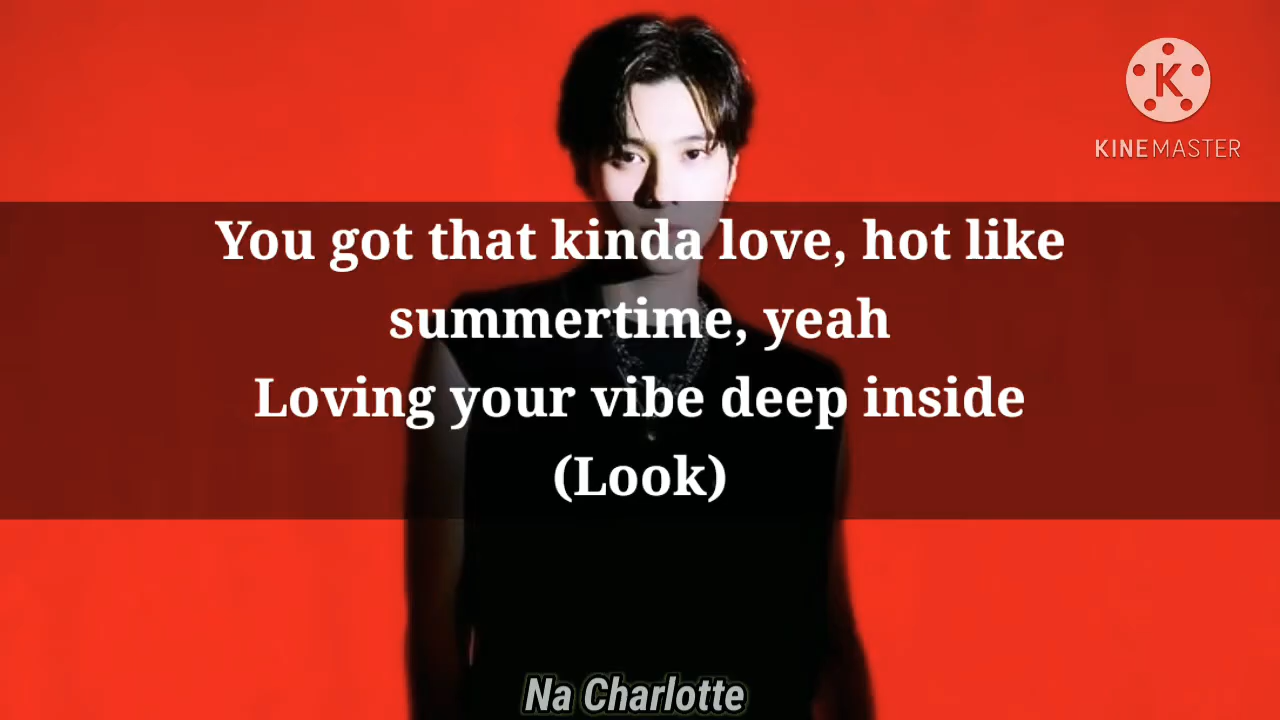 K
KINEMASTER
You got that kinda love, hot like
summertime, yeah
Loving your vibe deep inside
(Look)
Na Charlotte